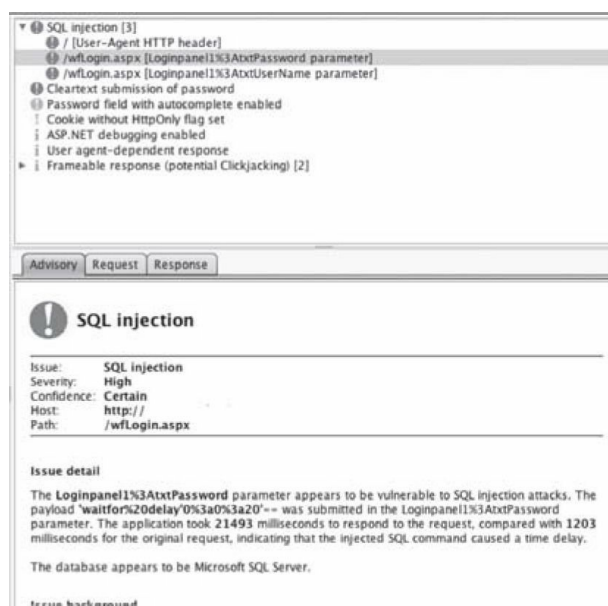 SQL injection [3]
/ [User-Agent HTTP header]
/wfLogin.aspx [Loginpanel1%3AtxtPassword parameter]
/wfLogin.aspx [Loginpanel1%3AtxtUserName parameter]
Cleartext submission of password
Password field with autocomplete enabled
Cookie without HttpOnly flag set
ASP.NET debugging enabled
User agent-dependent response
Frameable response (potential Clickjacking) [2]
Advisory Request Response
SQL injection
Issue: SQL injection
Severity: High
Confidence: Certain
Host: http://
Path: /wfLogin.aspx
Issue detail
The Loginpanel1%3AtxtPassword parameter appears to be vulnerable to SQL injection attacks. The
payload 'waitfor%20delay'0%3a0%3a20'-- was submitted in the Loginpanel1%3AtxtPassword
parameter. The application took 21493 milliseconds to respond to the request, compared with 1203
milliseconds for the original request, indicating that the injected SQL command caused a time delay.
The database appears to be Microsoft SQL Server.
Issue background